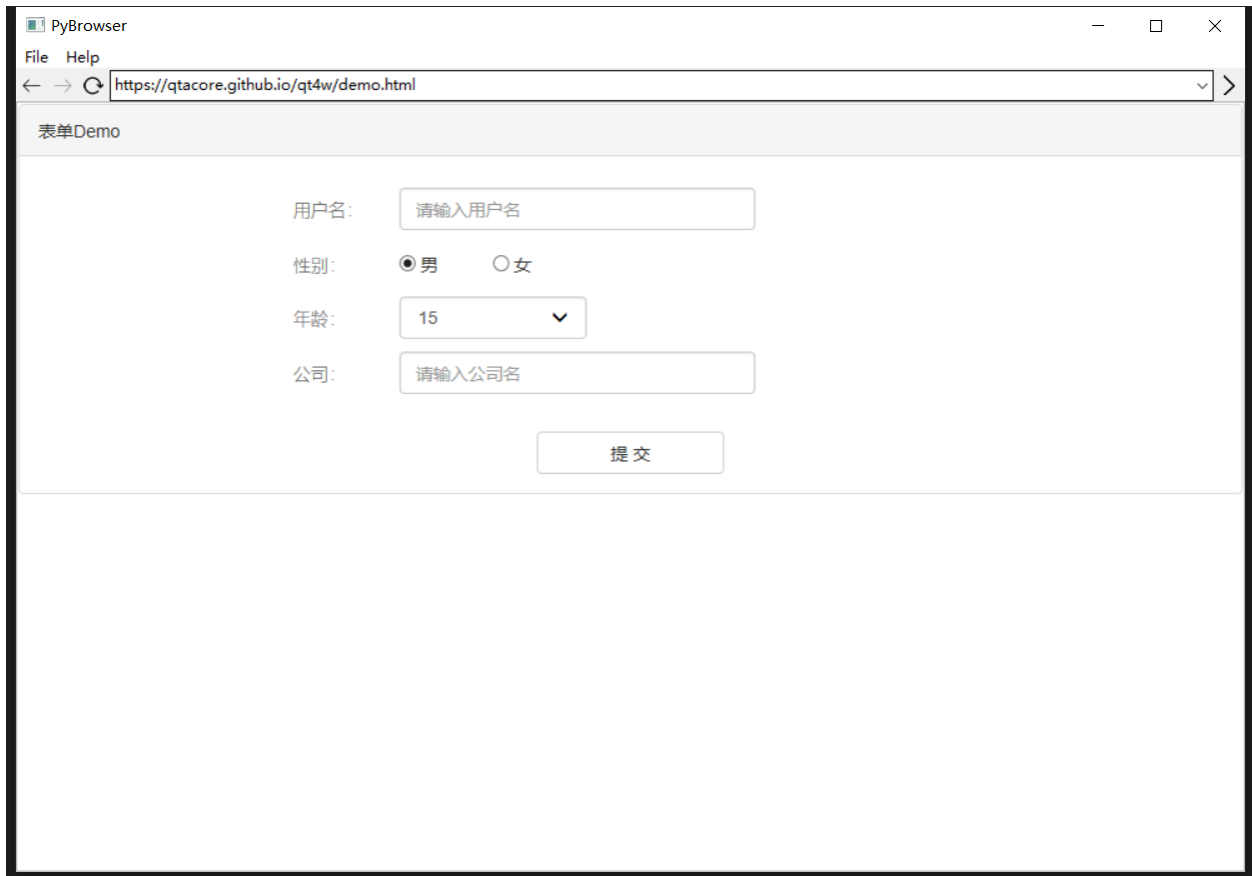 PyBrowser
File Help
https://qtacore.github.io/qt4w/demo.html
表单Demo
用户名: 请输入用户名
性别: 男 女
年龄: 15
公司: 请输入公司名
提 交